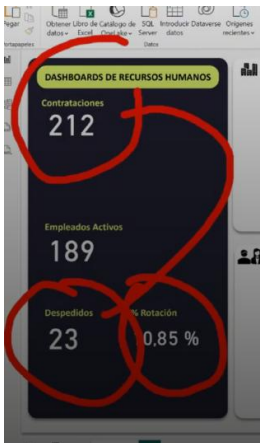 Pegar
Obtener Libro de Catálogo de SQL Introducir Dataverse Orígenes
datos Excel OneLake Server datos recientes
Datos
DASHBOARDS DE RECURSOS HUMANOS
Contrataciones
212
Empleados Activos
189
Despedidos % Rotación
23 0,85 %